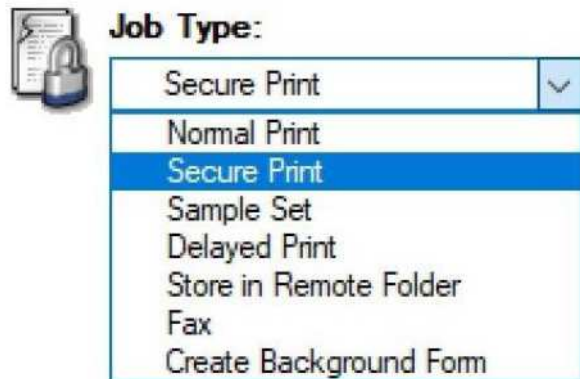 Job Type:
Secure Print
Normal Print
Secure Print
Sample Set
Delayed Print
Store in Remote Folder
Fax
Create Background Form